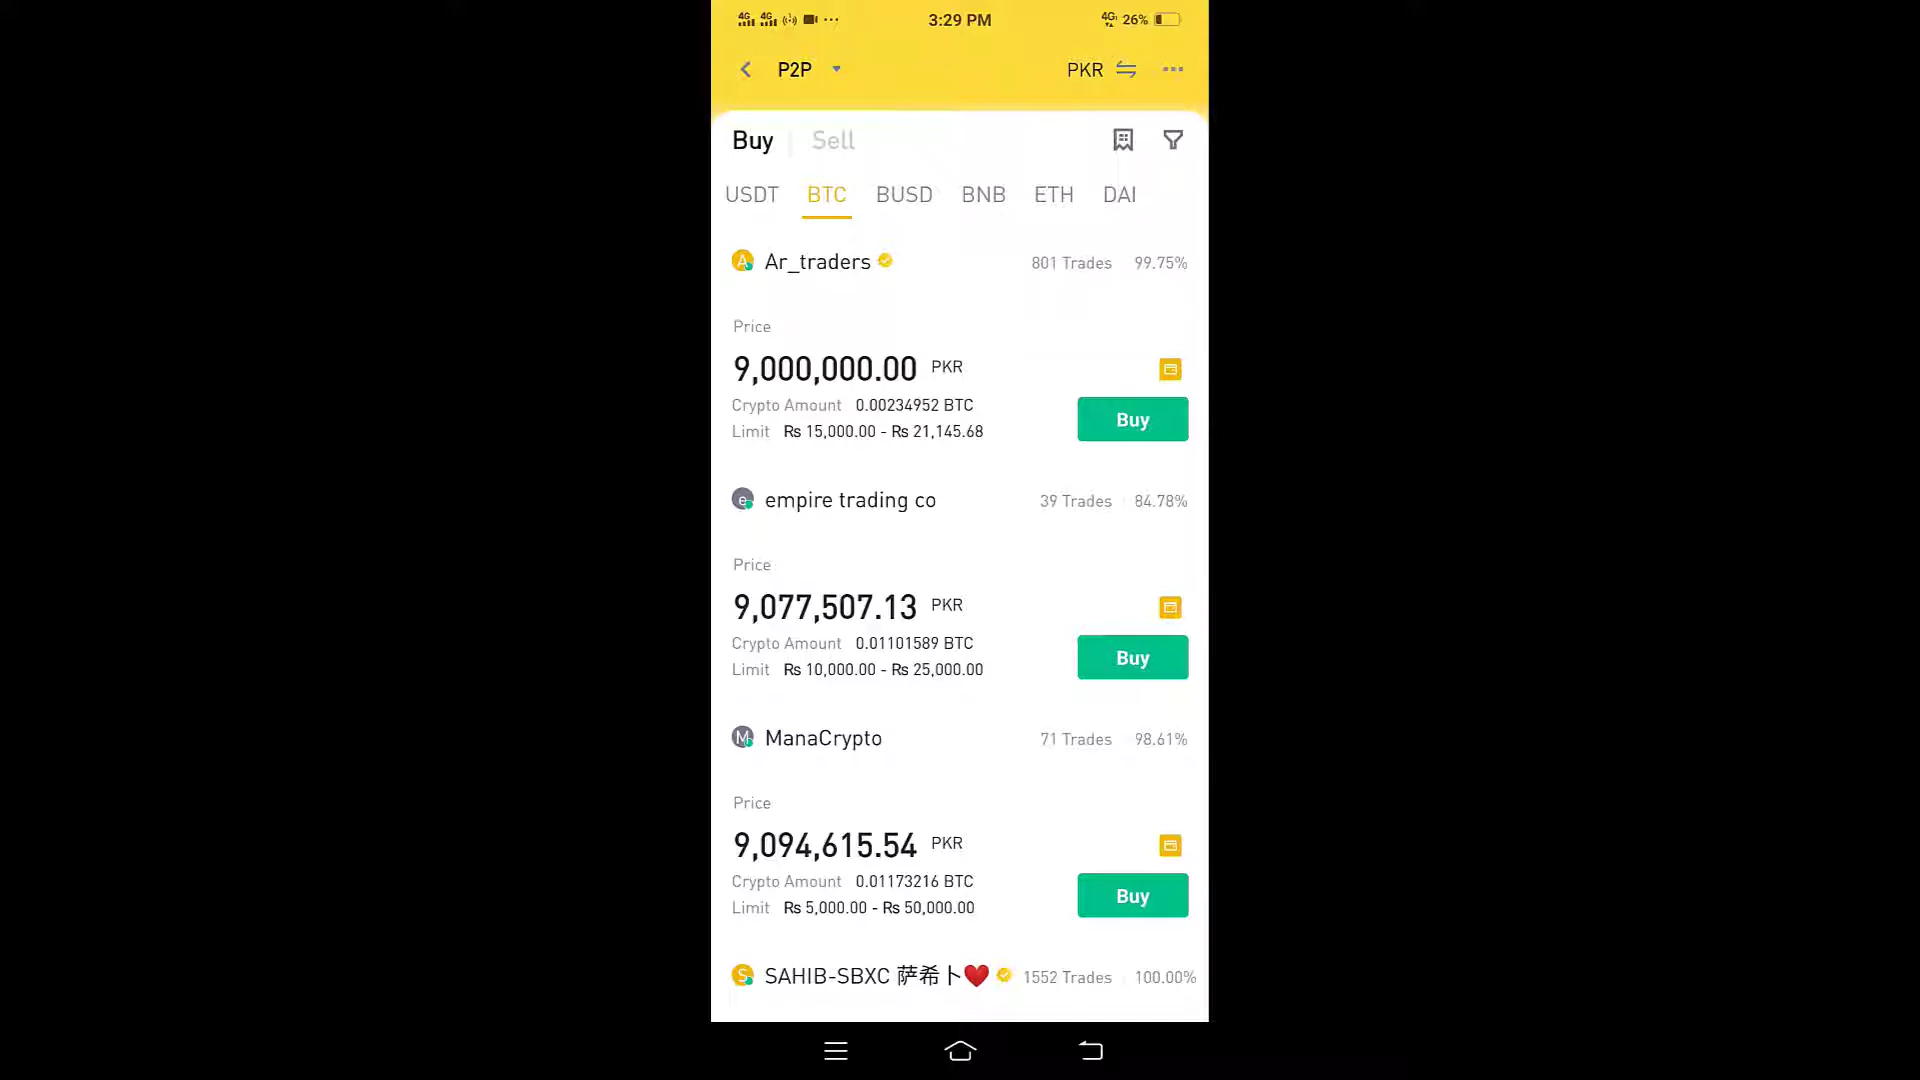 3:29 PM 4G 26%
P2P PKR
Buy Sell
USDT BTC BUSD BNB ETH DAI
A Ar_traders 801 Trades 99.75%
Price
9,000,000.00 PKR
Crypto Amount 0.00234952 BTC
Limit ₨ 15,000.00 - ₨ 21,145.68
Buy
e empire trading co 39 Trades 84.78%
Price
9,077,507.13 PKR
Crypto Amount 0.01101589 BTC
Limit ₨ 10,000.00 - ₨ 25,000.00
Buy
M ManaCrypto 71 Trades 98.61%
Price
9,094,615.54 PKR
Crypto Amount 0.01173216 BTC
Limit ₨ 5,000.00 - ₨ 50,000.00
Buy
S SAHIB-SBXC 萨希卜❤️ 1552 Trades 100.00%